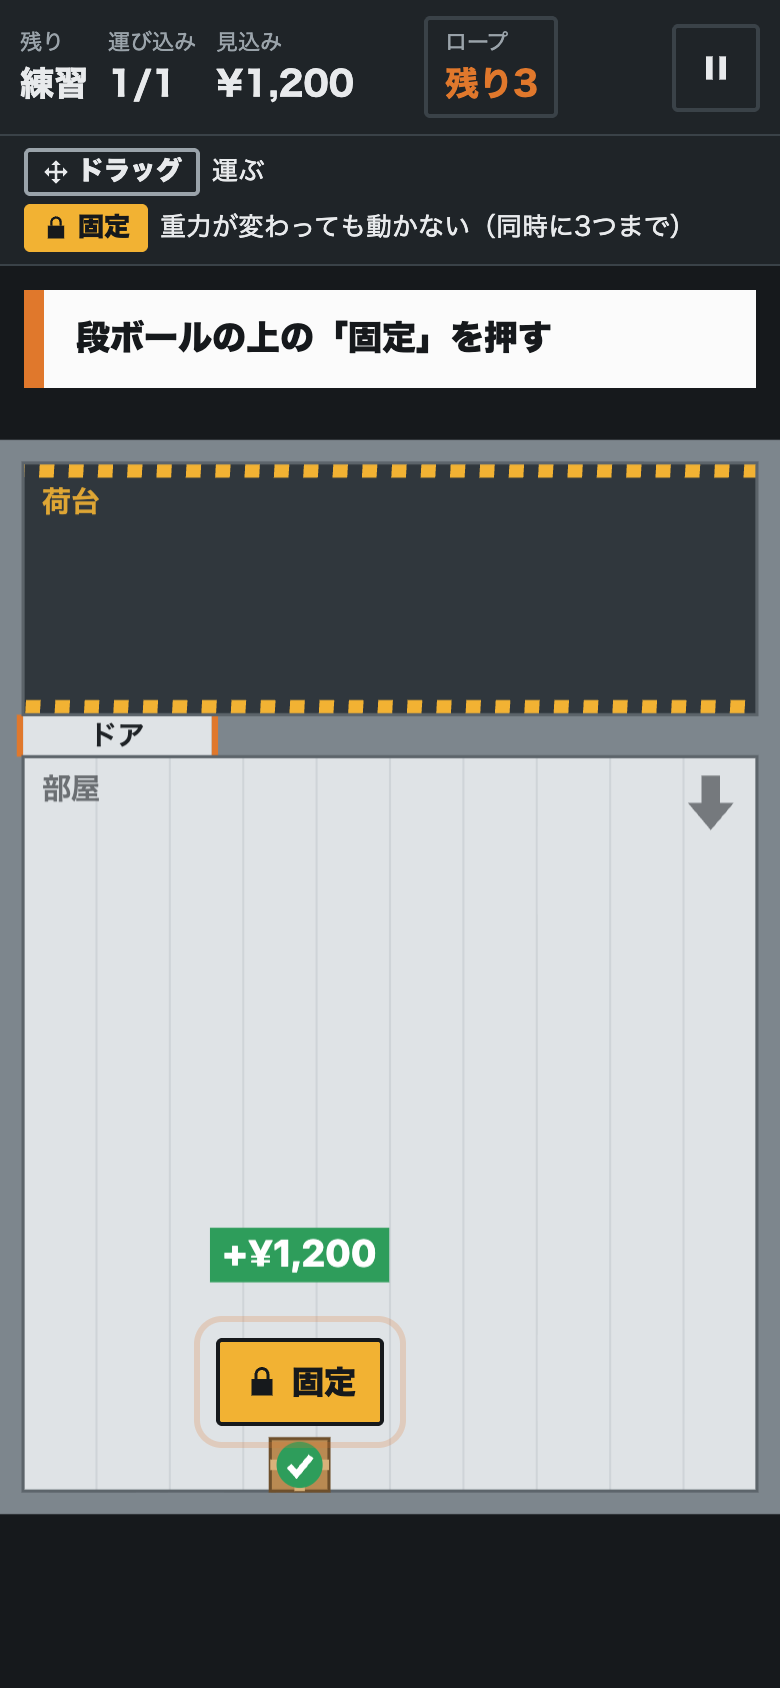 残り 運び込み 見込み ロープ
練習 1/1 ¥1,200 残り3
ドラッグ 運ぶ
固定 重力が変わっても動かない（同時に3つまで）
段ボールの上の「固定」を押す
荷台
ドア
部屋
+¥1,200
固定